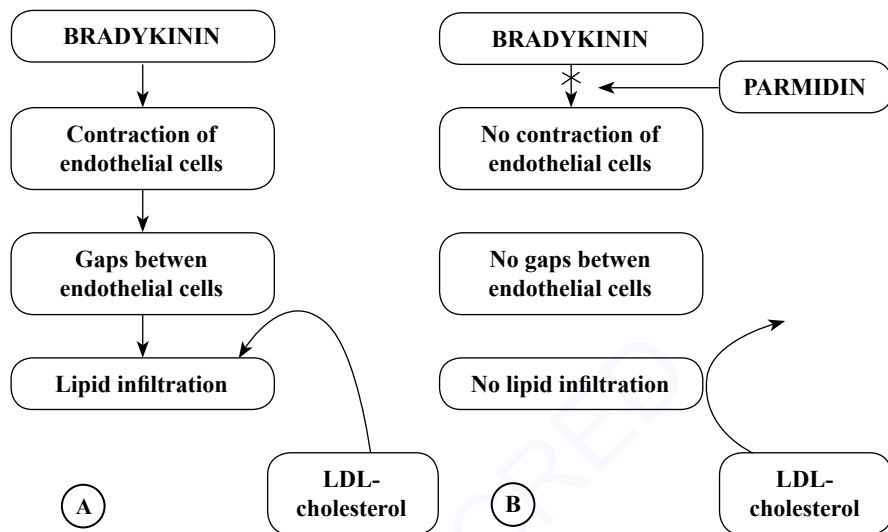 BRADYKININ
Contraction of
endothelial cells
Gaps betwen
endothelial cells
Lipid infiltration
LDL-
cholesterol
A
BRADYKININ
PARMIDIN
No contraction of
endothelial cells
No gaps betwen
endothelial cells
No lipid infiltration
LDL-
cholesterol
B